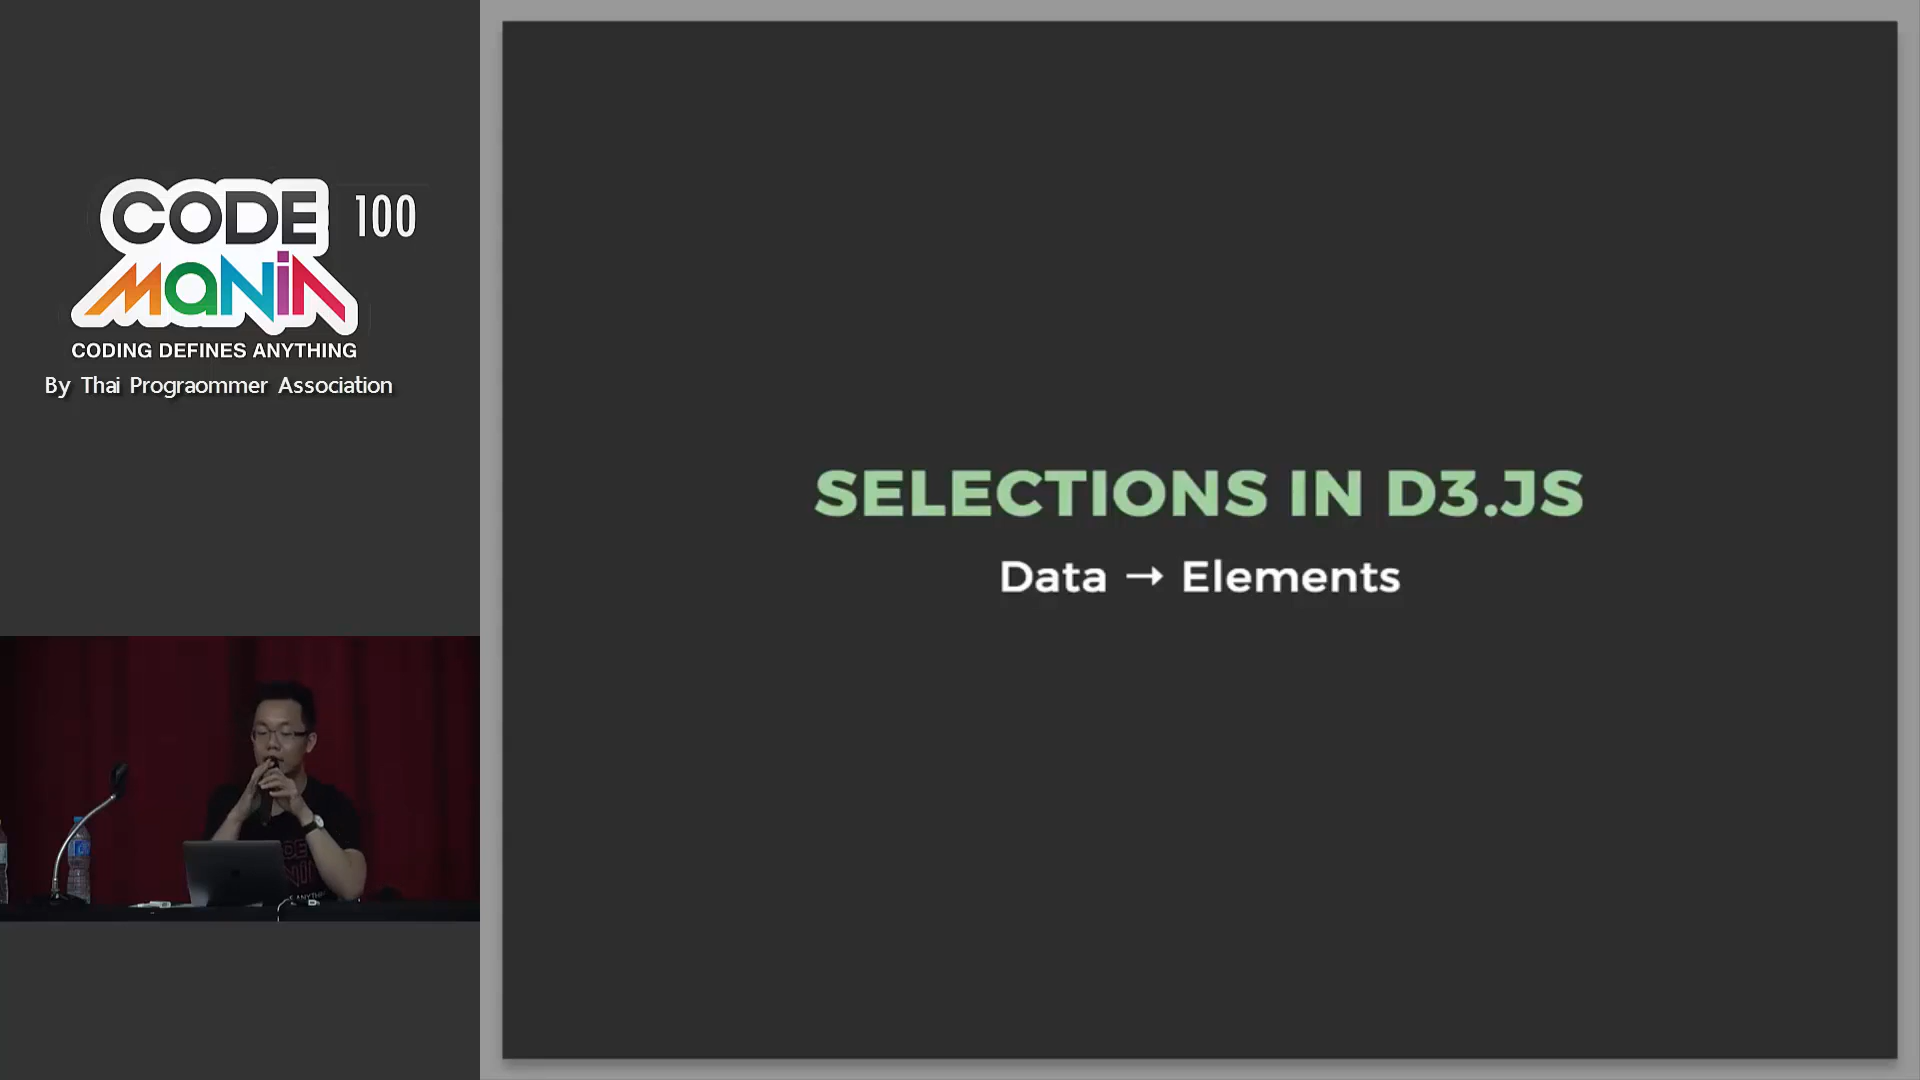 CODE
MANIA
100
CODING DEFINES ANYTHING
By Thai Prograommer Association
SELECTIONS IN D3.JS
Data → Elements